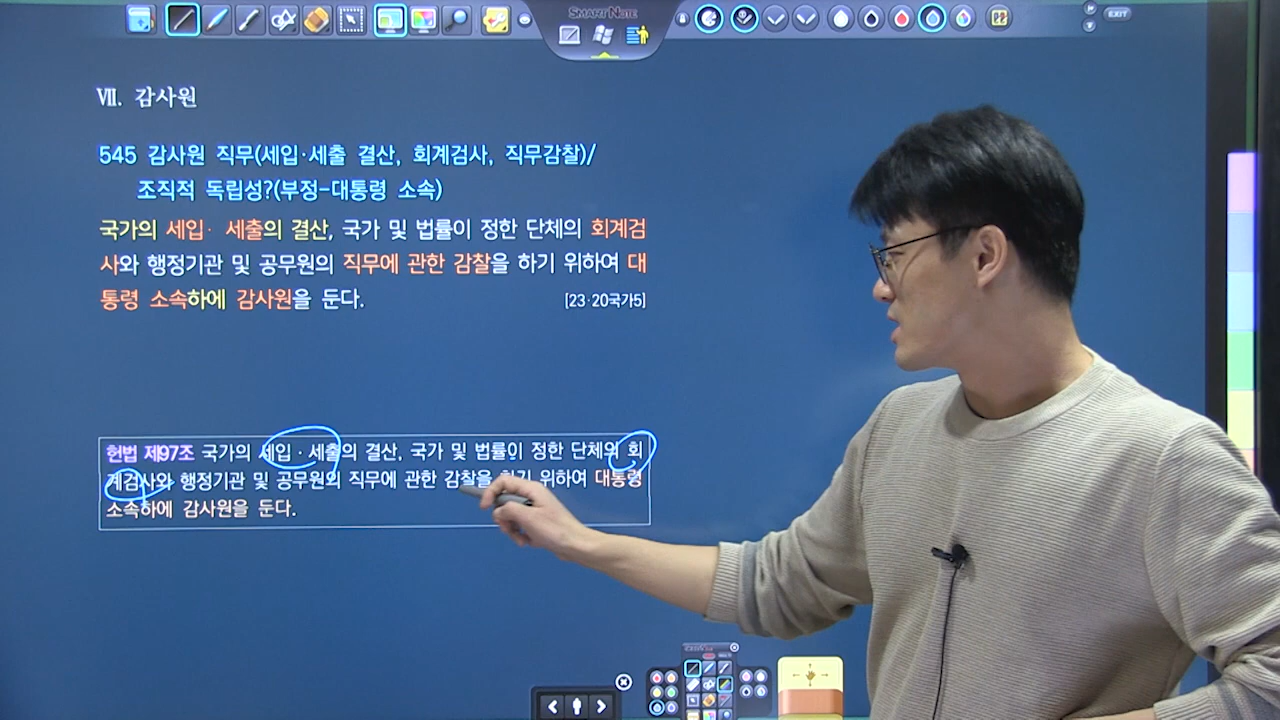 SMARTNOTE
EXIT
Ⅶ. 감사원
545 감사원 직무(세입·세출 결산, 회계검사, 직무감찰)/
조직적 독립성?(부정-대통령 소속)
국가의 세입· 세출의 결산, 국가 및 법률이 정한 단체의 회계검
사와 행정기관 및 공무원의 직무에 관한 감찰을 하기 위하여 대
통령 소속하에 감사원을 둔다.
[23·20국가5]
헌법 제97조 국가의 세입·세출의 결산, 국가 및 법률이 정한 단체의 회
계검사와 행정기관 및 공무원의 직무에 관한 감찰을 하기 위하여 대통령
소속하에 감사원을 둔다.